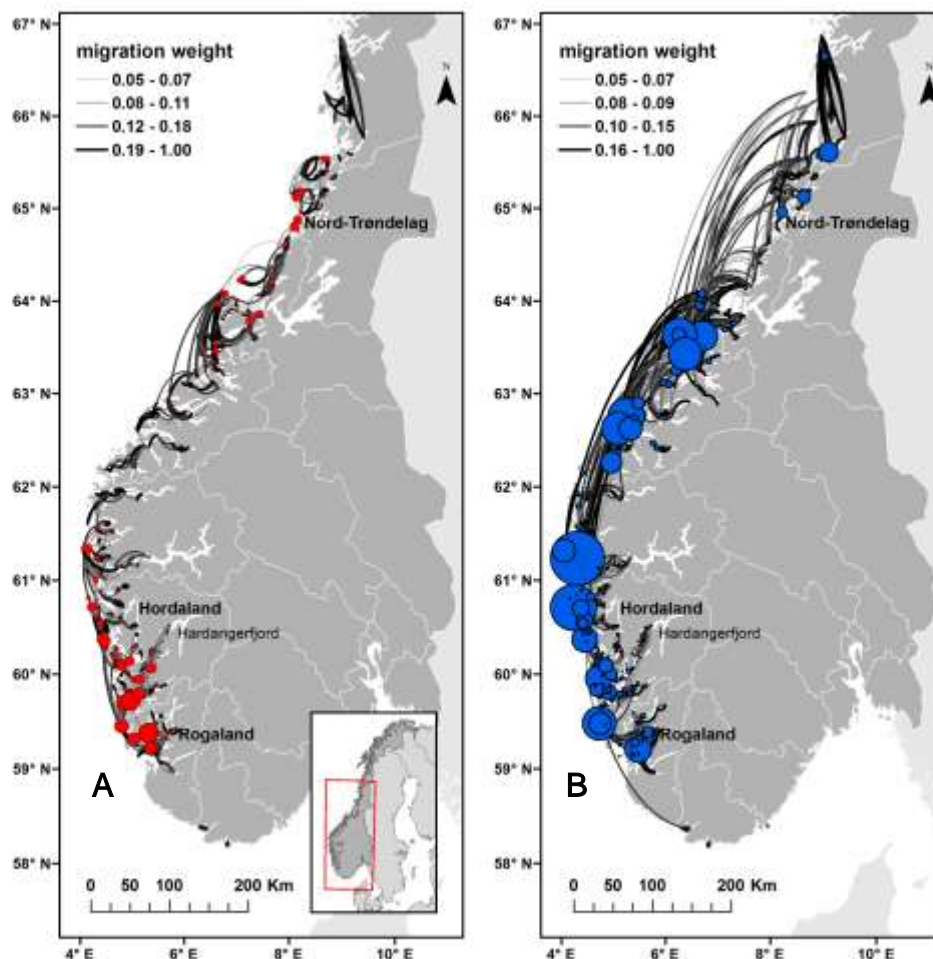 migration weight
0.05 - 0.07
0.08 - 0.11
0.12 - 0.18
0.19 - 1.00
N
67° N
66° N
65° N
64° N
63° N
62° N
61° N
60° N
59° N
58° N
Nord-Trøndelag
Hordaland
Hardangerfjord
Rogaland
A
0 50 100 200 Km
4° E 6° E 8° E 10° E
migration weight
0.05 - 0.07
0.08 - 0.09
0.10 - 0.15
0.16 - 1.00
N
67° N
66° N
65° N
64° N
63° N
62° N
61° N
60° N
59° N
58° N
Nord-Trøndelag
Hordaland
Hardangerfjord
Rogaland
B
0 50 100 200 Km
4° E 6° E 8° E 10° E